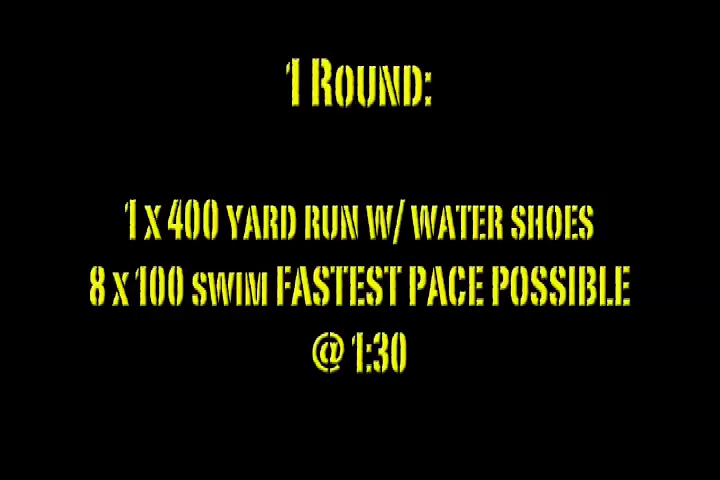 1 Round:
1 x 400 yard run w/ water shoes
8 x 100 swim FASTEST PACE POSSIBLE
@ 1:30